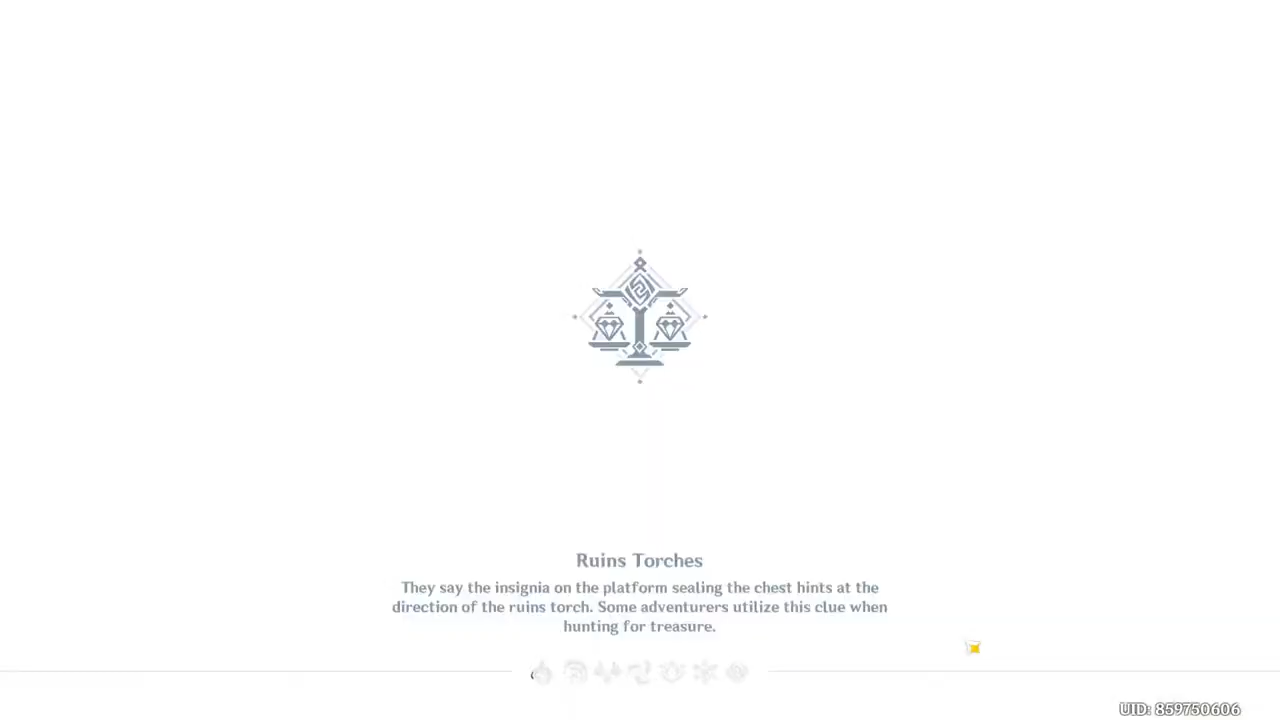 Ruins Torches
They say the insignia on the platform sealing the chest hints at the
direction of the ruins torch. Some adventurers utilize this clue when
hunting for treasure.
UID: 859750606